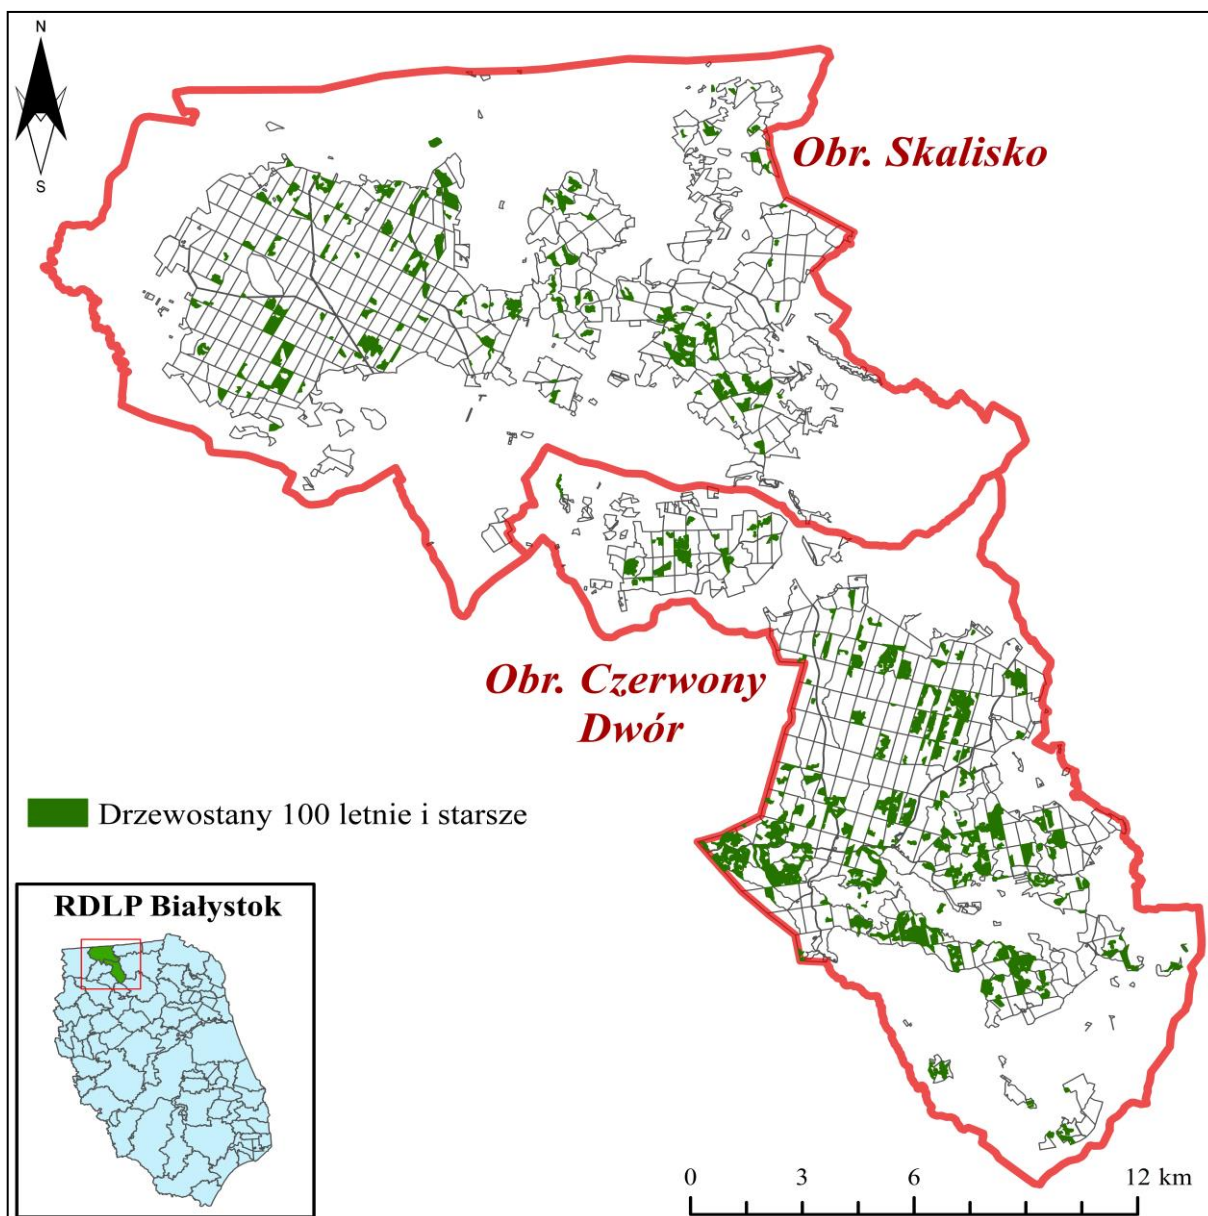 N
S
Obr. Skalisko
Obr. Czerwony
Dwór
Drzewostany 100 letnie i starsze
RDLP Białystok
0 3 6 12 km